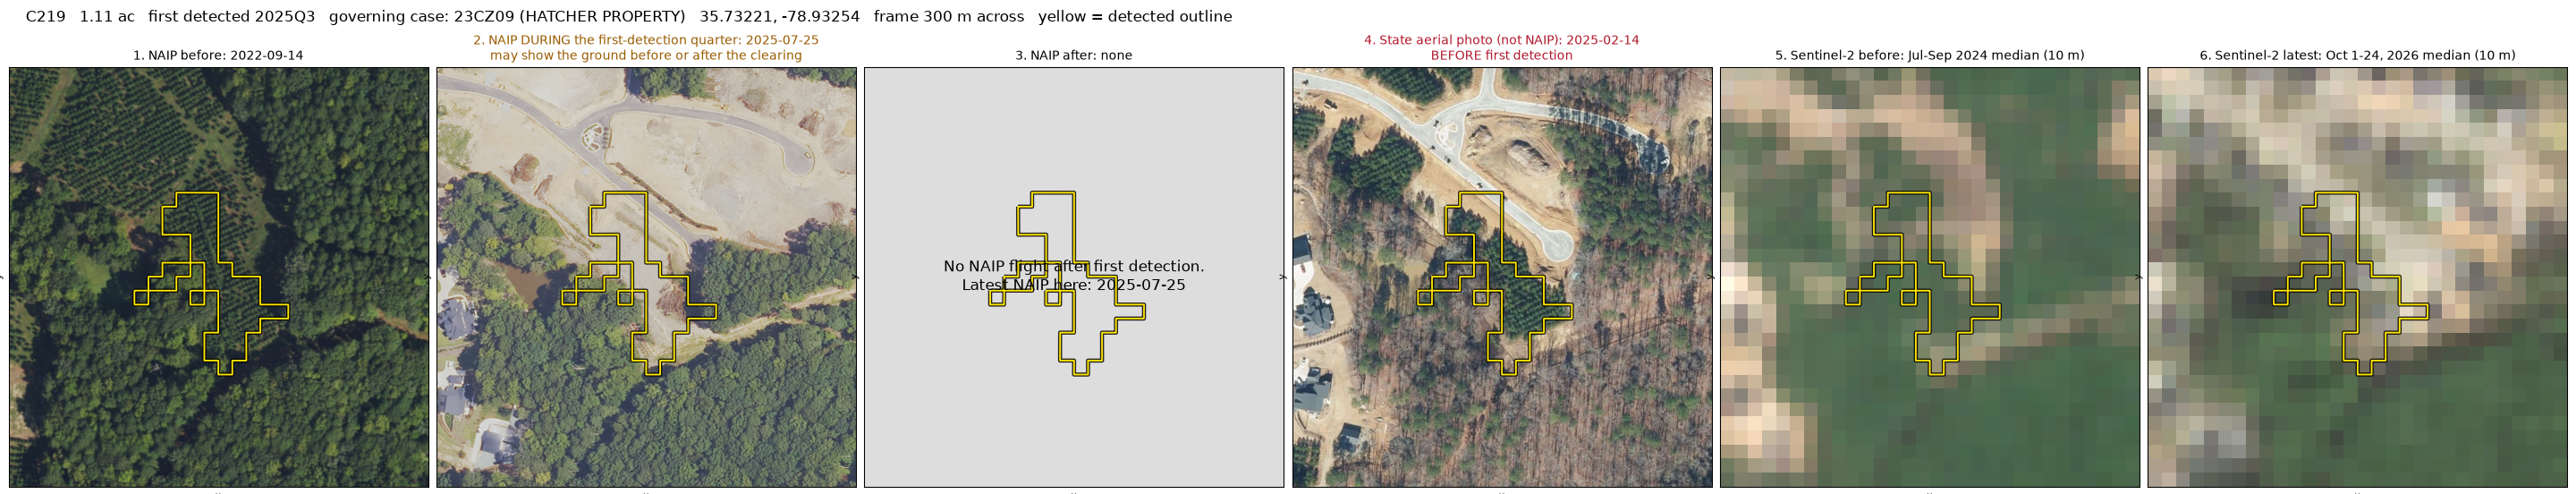 C219   1.11 ac   first detected 2025Q3   governing case: 23CZ09 (HATCHER PROPERTY)   35.73221, -78.93254   frame 300 m across   yellow = detected outline
1. NAIP before: 2022-09-14
2. NAIP DURING the first-detection quarter: 2025-07-25
may show the ground before or after the clearing
3. NAIP after: none
4. State aerial photo (not NAIP): 2025-02-14
BEFORE first detection
5. Sentinel-2 before: Jul-Sep 2024 median (10 m)
6. Sentinel-2 latest: Oct 1-24, 2026 median (10 m)
No NAIP flight after first detection.
Latest NAIP here: 2025-07-25